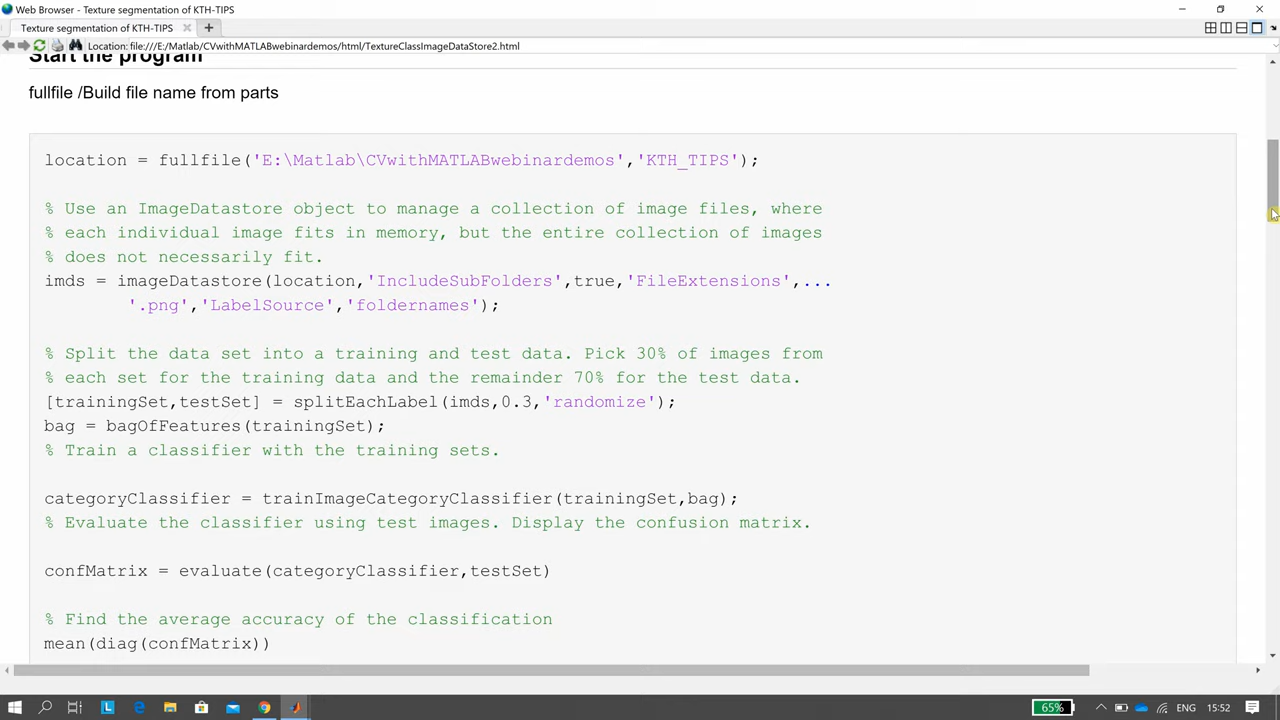 Web Browser - Texture segmentation of KTH-TIPS
Texture segmentation of KTH-TIPS
Location: file:///E:/Matlab/CVwithMATLABwebinardemos/html/TextureClassImageDataStore2.html
Start the program
fullfile /Build file name from parts
location = fullfile('E:\Matlab\CVwithMATLABwebinardemos','KTH_TIPS');
% Use an ImageDatastore object to manage a collection of image files, where
% each individual image fits in memory, but the entire collection of images
% does not necessarily fit.
imds = imageDatastore(location,'IncludeSubFolders',true,'FileExtensions',...
'.png','LabelSource','foldernames');
% Split the data set into a training and test data. Pick 30% of images from
% each set for the training data and the remainder 70% for the test data.
[trainingSet,testSet] = splitEachLabel(imds,0.3,'randomize');
bag = bagOfFeatures(trainingSet);
% Train a classifier with the training sets.
categoryClassifier = trainImageCategoryClassifier(trainingSet,bag);
% Evaluate the classifier using test images. Display the confusion matrix.
confMatrix = evaluate(categoryClassifier,testSet)
% Find the average accuracy of the classification
mean(diag(confMatrix))
65% ENG 15:52